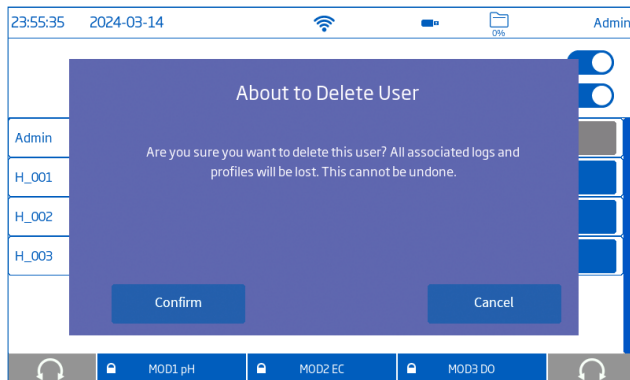 23:55:35 2024-03-14 0% Admin
About to Delete User
Admin
Are you sure you want to delete this user? All associated logs and
profiles will be lost. This cannot be undone.
H_001
H_002
H_003
Confirm Cancel
MOD1 pH MOD2 EC MOD3 DO